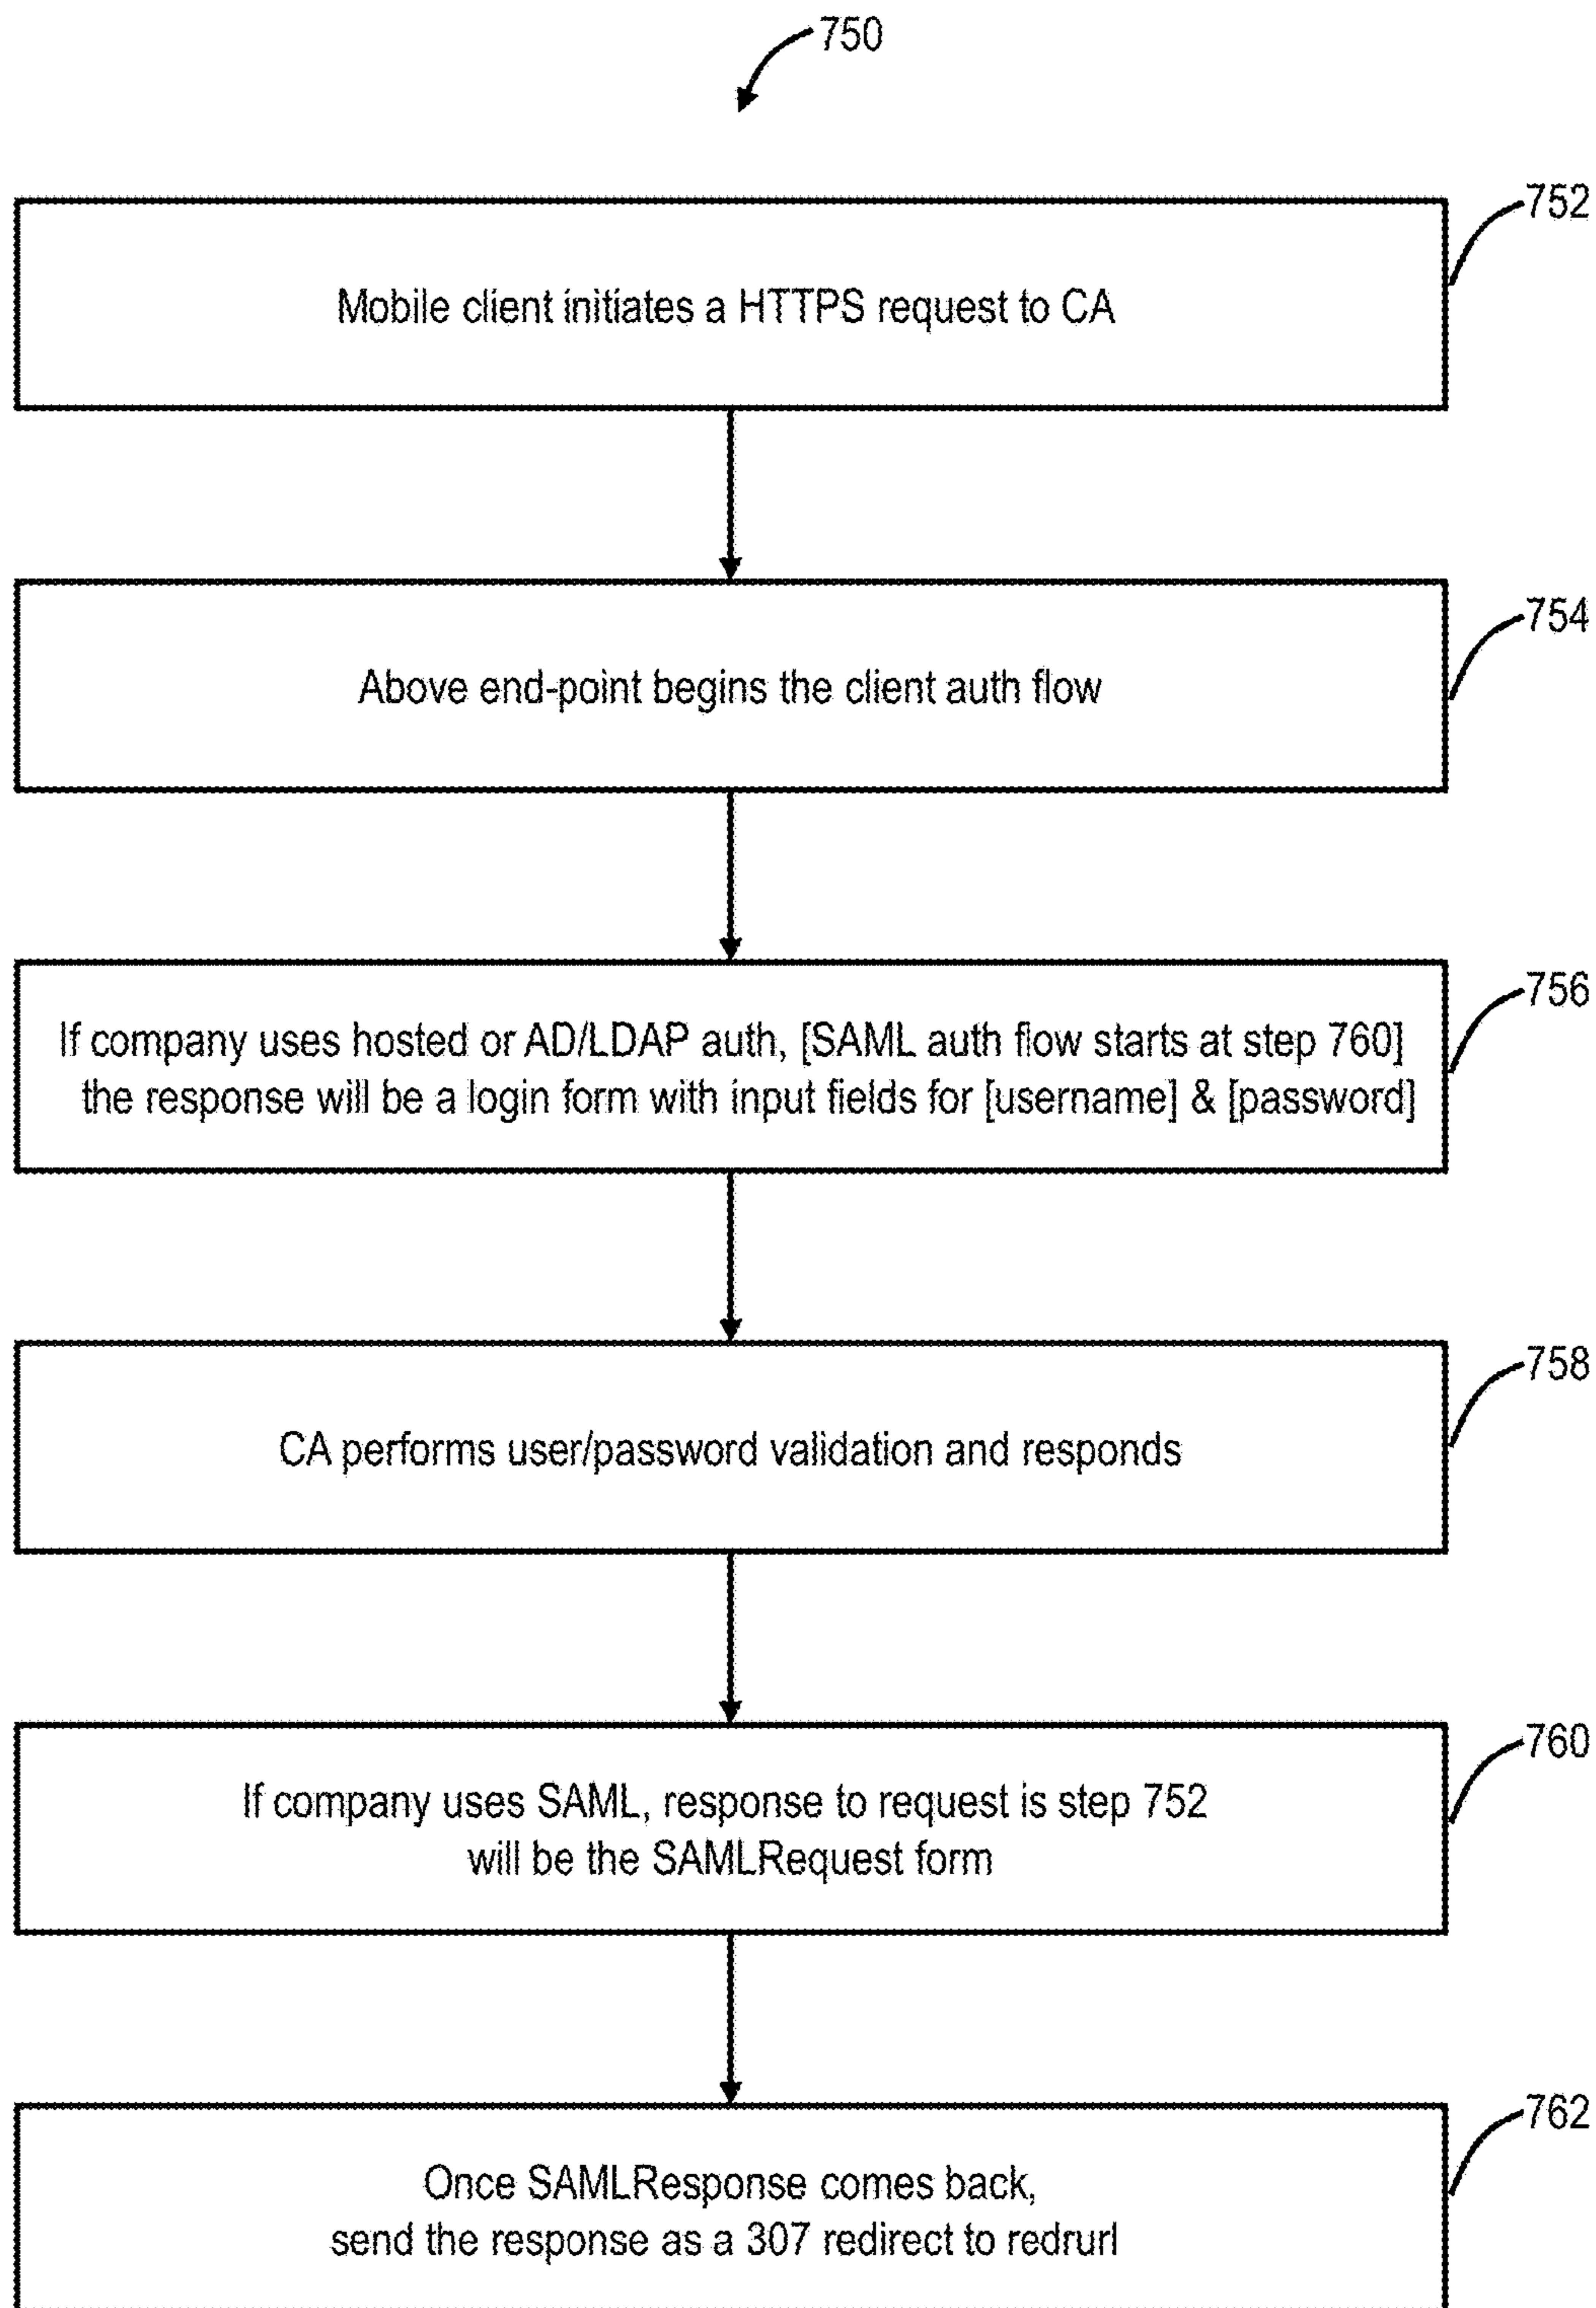 750
752
Mobile client initiates a HTTPS request to CA
754
Above end-point begins the client auth flow
756
If company uses hosted or AD/LDAP auth, [SAML auth flow starts at step 760]
the response will be a login form with input fields for [username] & [password]
758
CA performs user/password validation and responds
760
If company uses SAML, response to request is step 752
will be the SAMLRequest form
762
Once SAMLResponse comes back,
send the response as a 307 redirect to redrurl